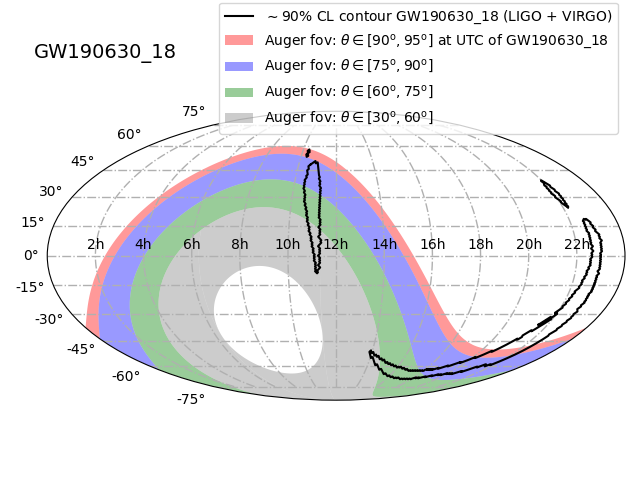 GW190630_18
~ 90% CL contour GW190630_18 (LIGO + VIRGO)
Auger fov: θ ∈ [90°, 95°] at UTC of GW190630_18
Auger fov: θ ∈ [75°, 90°]
Auger fov: θ ∈ [60°, 75°]
Auger fov: θ ∈ [30°, 60°]
75°
60°
45°
30°
15°
0°
-15°
-30°
-45°
-60°
-75°
2h 4h 6h 8h 10h 12h 14h 16h 18h 20h 22h